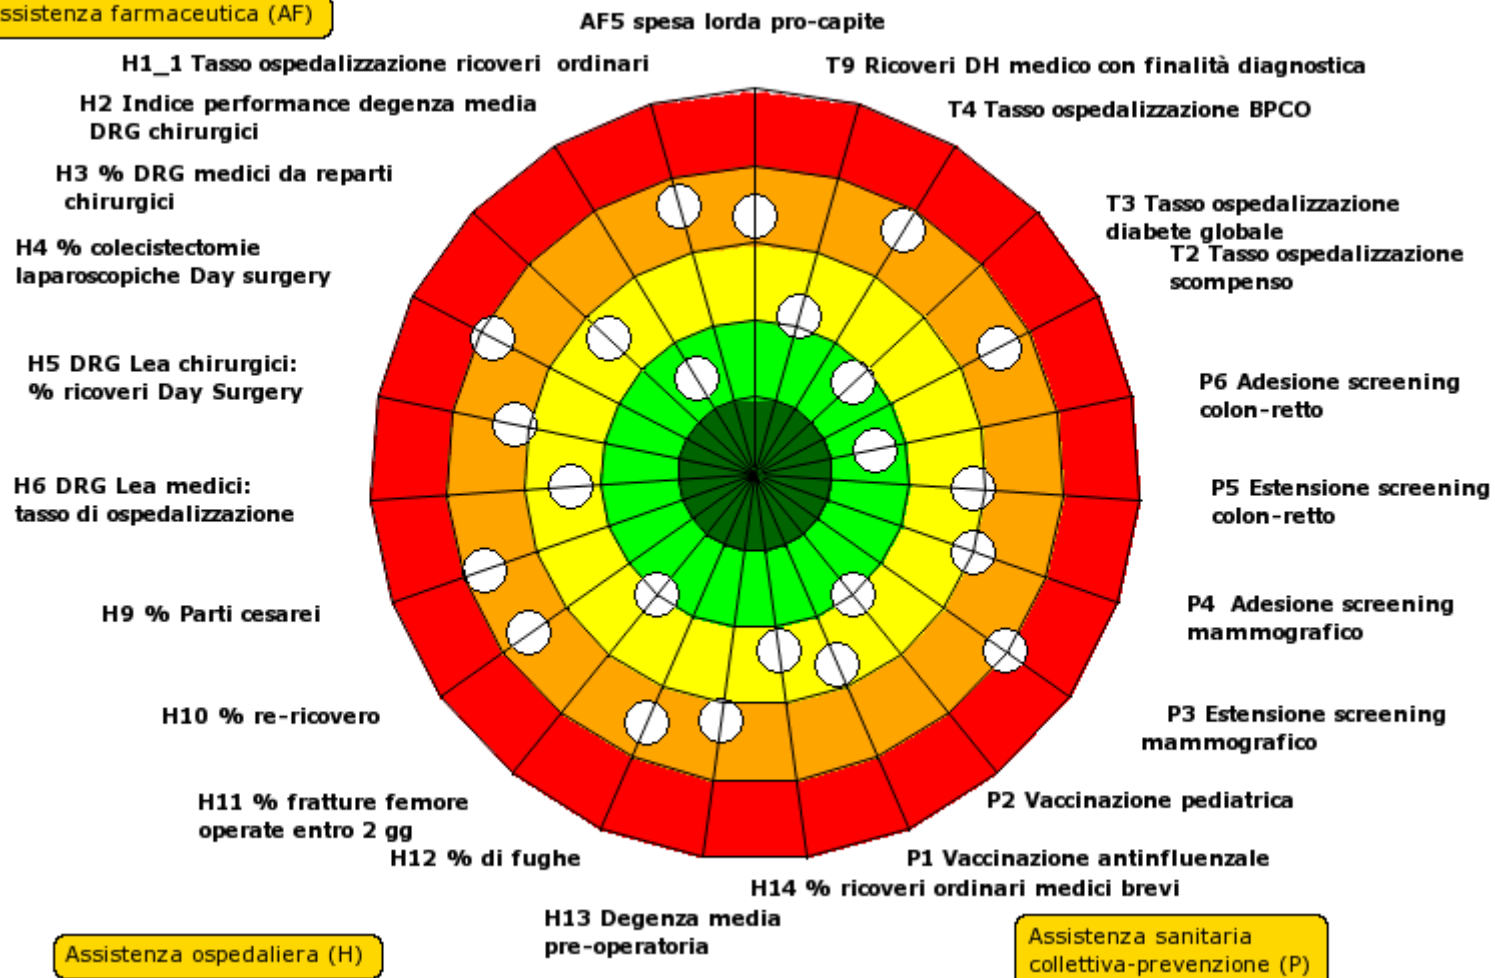 ssistenza farmaceutica (AF)
AF5 spesa lorda pro-capite
H1_1 Tasso ospedalizzazione ricoveri ordinari
T9 Ricoveri DH medico con finalità diagnostica
H2 Indice performance degenza media
DRG chirurgici
T4 Tasso ospedalizzazione BPCO
H3 % DRG medici da reparti
chirurgici
T3 Tasso ospedalizzazione
diabete globale
H4 % colecistectomie
laparoscopiche Day surgery
T2 Tasso ospedalizzazione
scompenso
H5 DRG Lea chirurgici:
% ricoveri Day Surgery
P6 Adesione screening
colon-retto
H6 DRG Lea medici:
tasso di ospedalizzazione
P5 Estensione screening
colon-retto
H9 % Parti cesarei
P4 Adesione screening
mammografico
H10 % re-ricovero
P3 Estensione screening
mammografico
H11 % fratture femore
operate entro 2 gg
P2 Vaccinazione pediatrica
H12 % di fughe
P1 Vaccinazione antinfluenzale
H14 % ricoveri ordinari medici brevi
H13 Degenza media
pre-operatoria
Assistenza ospedaliera (H)
Assistenza sanitaria
collettiva-prevenzione (P)